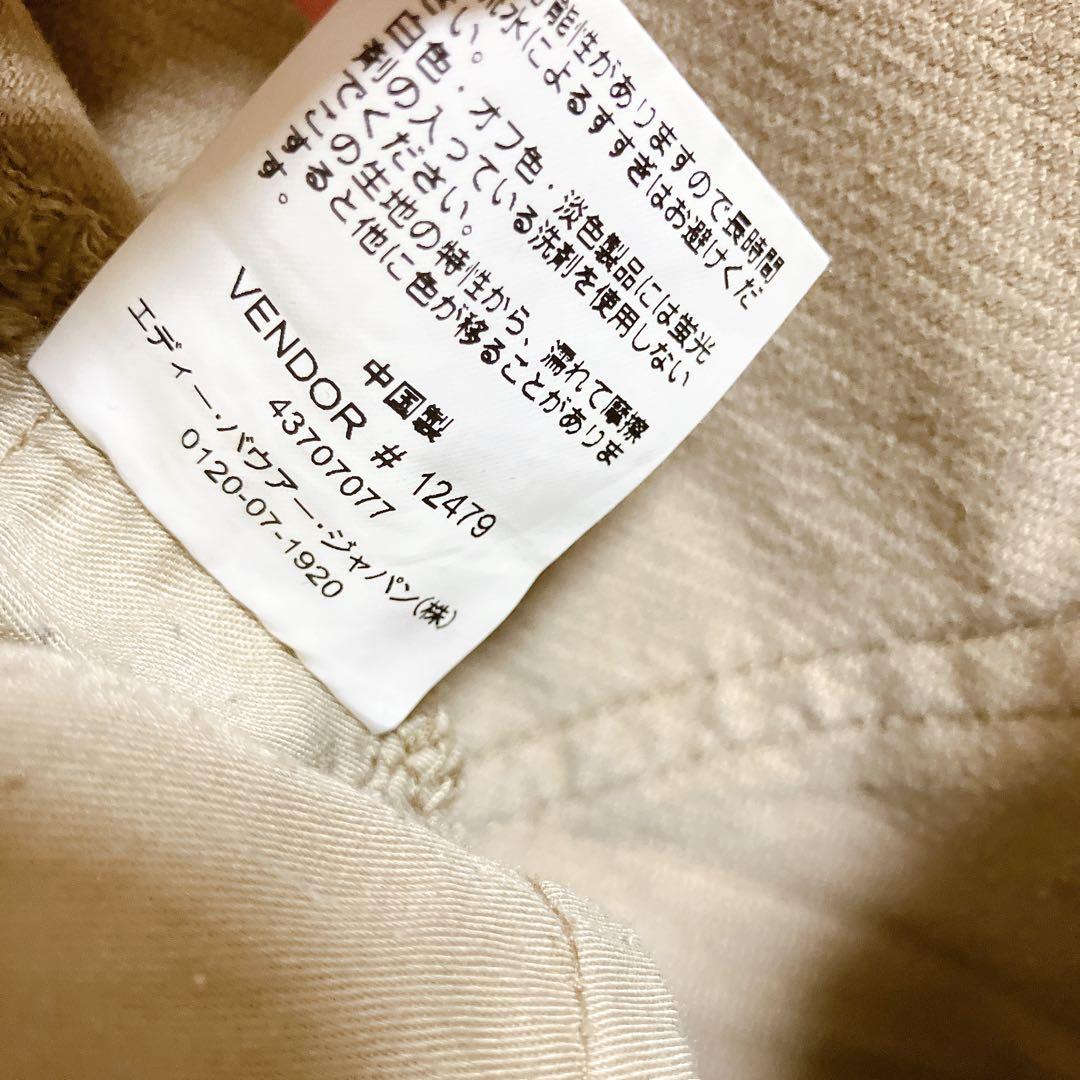 能性がありますので長時間
流水によるすすぎはお避けくだ
さい。
白色・オフ色・淡色製品には蛍光
剤の入っている洗剤を使用しない
でください。
この生地の特性から、濡れて摩擦
すると他に色が移ることがありま
す。
中国製
VENDOR # 12479
43707077
エディー・バウアー・ジャパン(株)
0120-07-1920